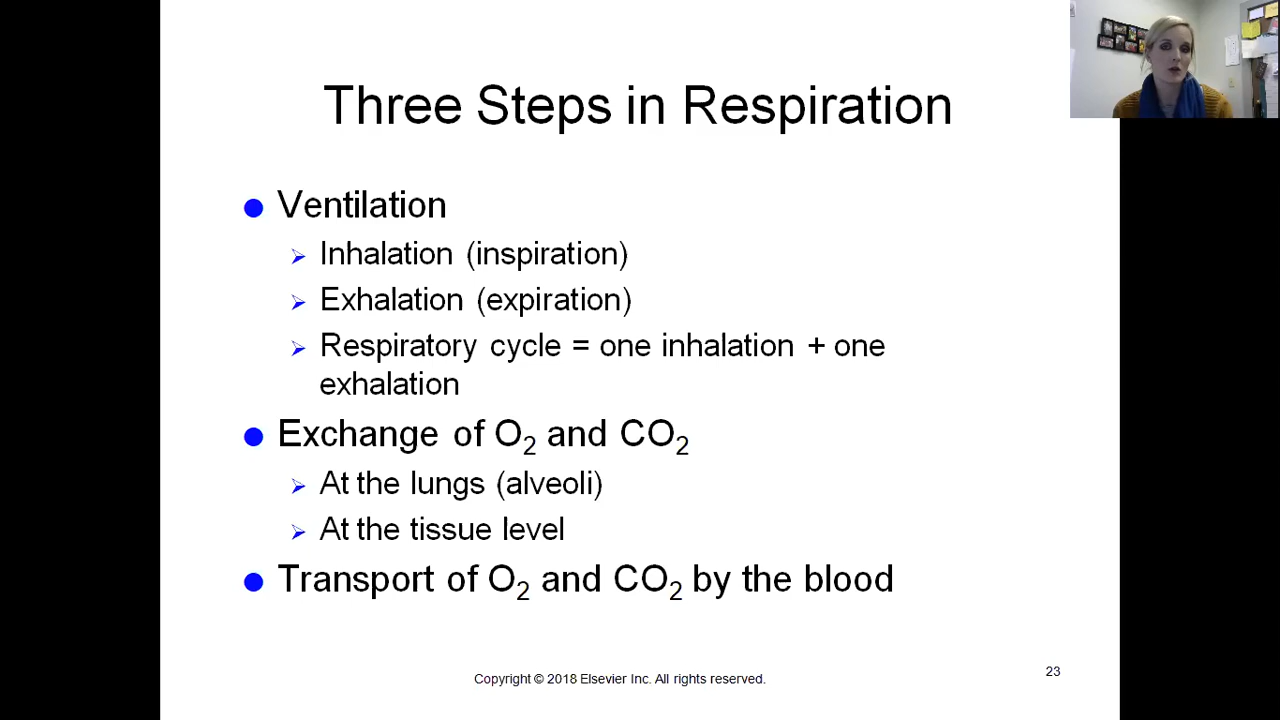 Three Steps in Respiration
Ventilation
Inhalation (inspiration)
Exhalation (expiration)
Respiratory cycle = one inhalation + one
exhalation
Exchange of O₂ and CO₂
At the lungs (alveoli)
At the tissue level
Transport of O₂ and CO₂ by the blood
Copyright © 2018 Elsevier Inc. All rights reserved.
23